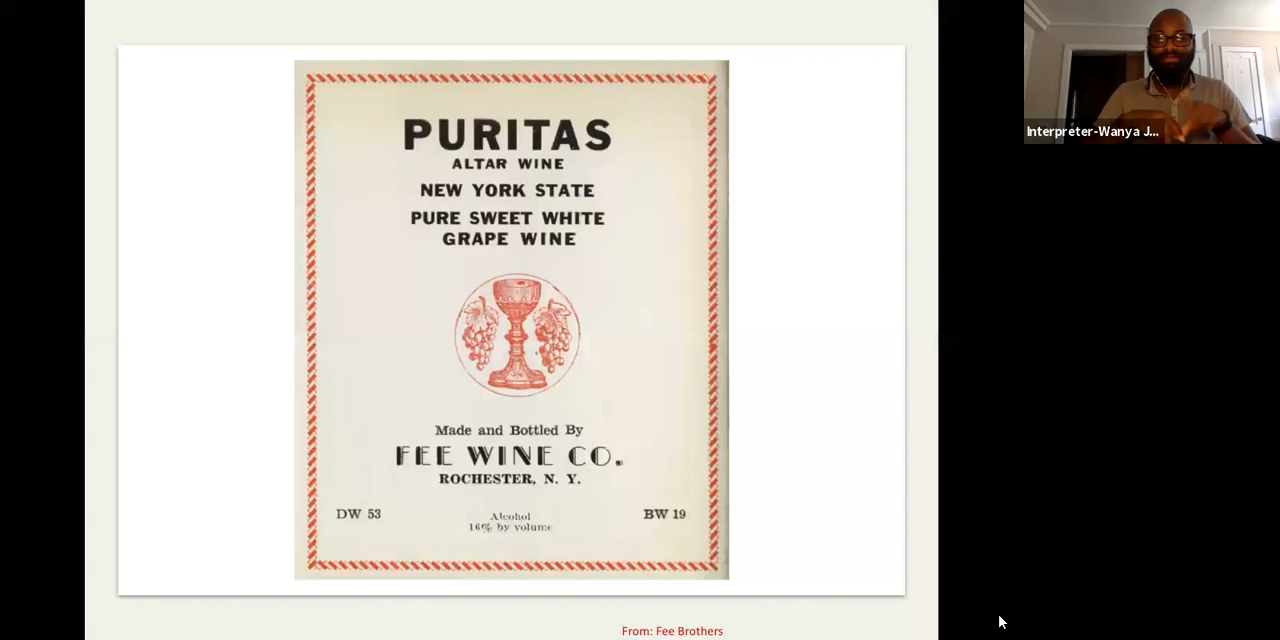 PURITAS
ALTAR WINE
NEW YORK STATE
PURE SWEET WHITE
GRAPE WINE
Made and Bottled By
FEE WINE CO.
ROCHESTER, N. Y.
DW 53
Alcohol
16% by volume
BW 19
From: Fee Brothers
Interpreter-Wanya J...